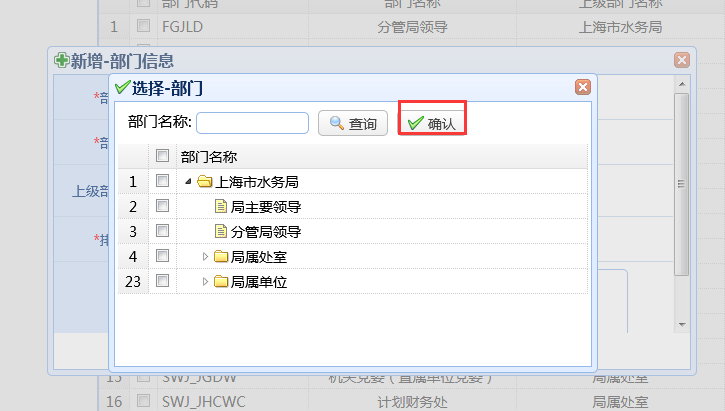 部门代码 部门名称 上级部门名称
1 FGJLD 分管局领导 上海市水务局
新增-部门信息
选择-部门
*部
部门名称: 查询 确认
*部
部门名称
1 上海市水务局
上级部
2 局主要领导
3 分管局领导
*排
4 局属处室
23 局属单位
15 SWJ_JGDW 机关党委（直属单位党委） 局属处室
16 SWJ_JHCWC 计划财务处 局属处室